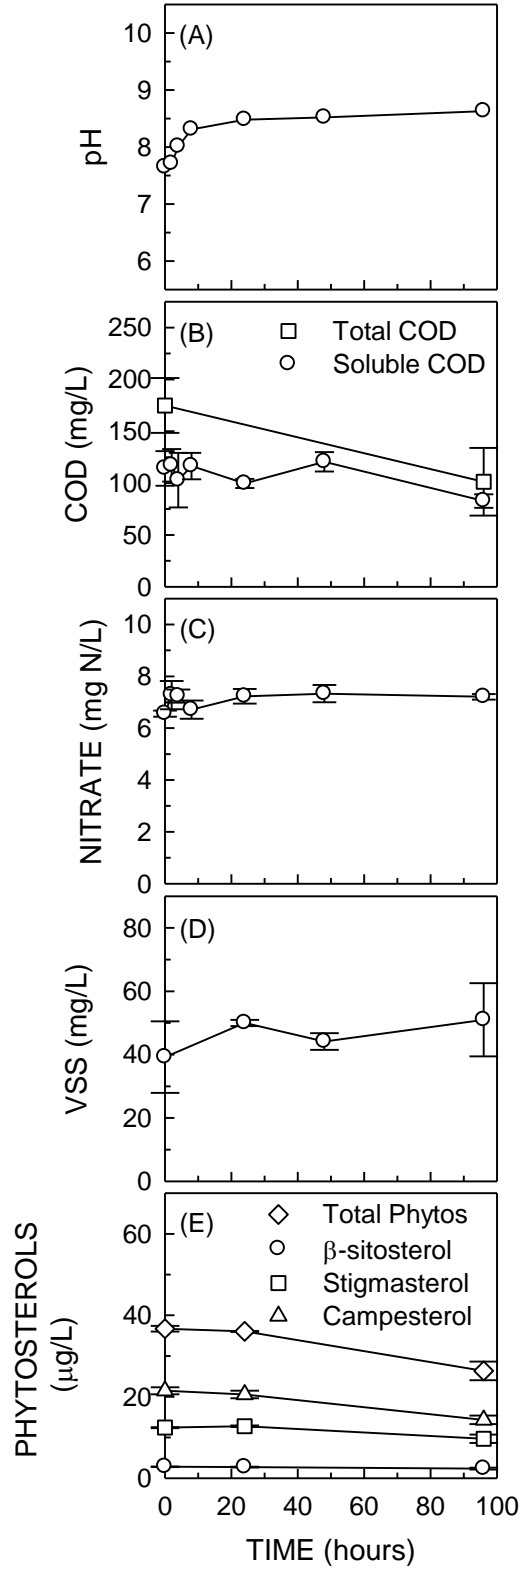 (A)
10
9
8
7
6
pH
(B)
Total COD
Soluble COD
250
200
150
100
50
0
COD (mg/L)
(C)
10
8
6
4
2
0
NITRATE (mg N/L)
(D)
80
60
40
20
0
VSS (mg/L)
(E)
Total Phytos
β-sitosterol
Stigmasterol
Campesterol
60
40
20
0
PHYTOSTEROLS
(μg/L)
0 20 40 60 80 100
TIME (hours)